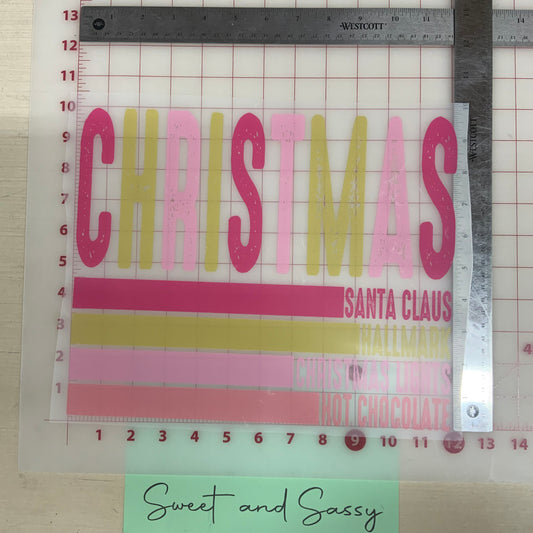 WESTCOTT
WESTCOTT
CHRISTMAS
SANTA CLAUS
HALLMARK
CHRISTMAS
HOT CHOCOLATE
13
12
11
10
9
8
7
6
5
4
3
2
1
1 2 3 4 5 6 7 8 9 10 11 12 13 14
4
Sweet and Sassy